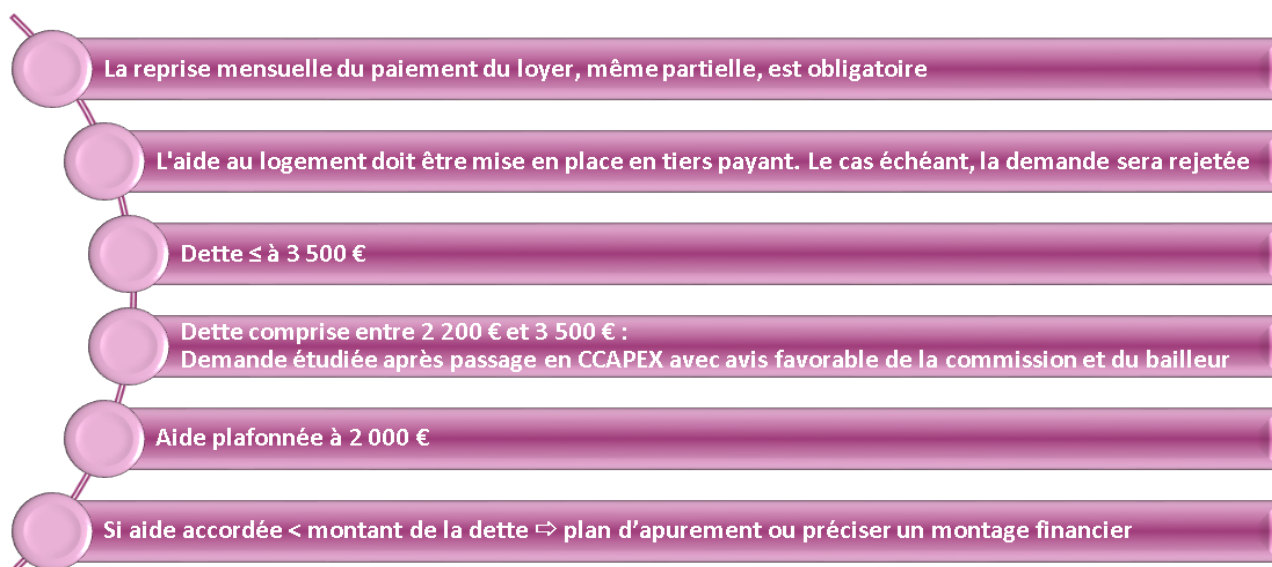 La reprise mensuelle du paiement du loyer, même partielle, est obligatoire
L'aide au logement doit être mise en place en tiers payant. Le cas échéant, la demande sera rejetée
Dette ≤ à 3 500 €
Dette comprise entre 2 200 € et 3 500 € :
Demande étudiée après passage en CCAPEX avec avis favorable de la commission et du bailleur
Aide plafonnée à 2 000 €
Si aide accordée < montant de la dette ⇨ plan d’apurement ou préciser un montage financier